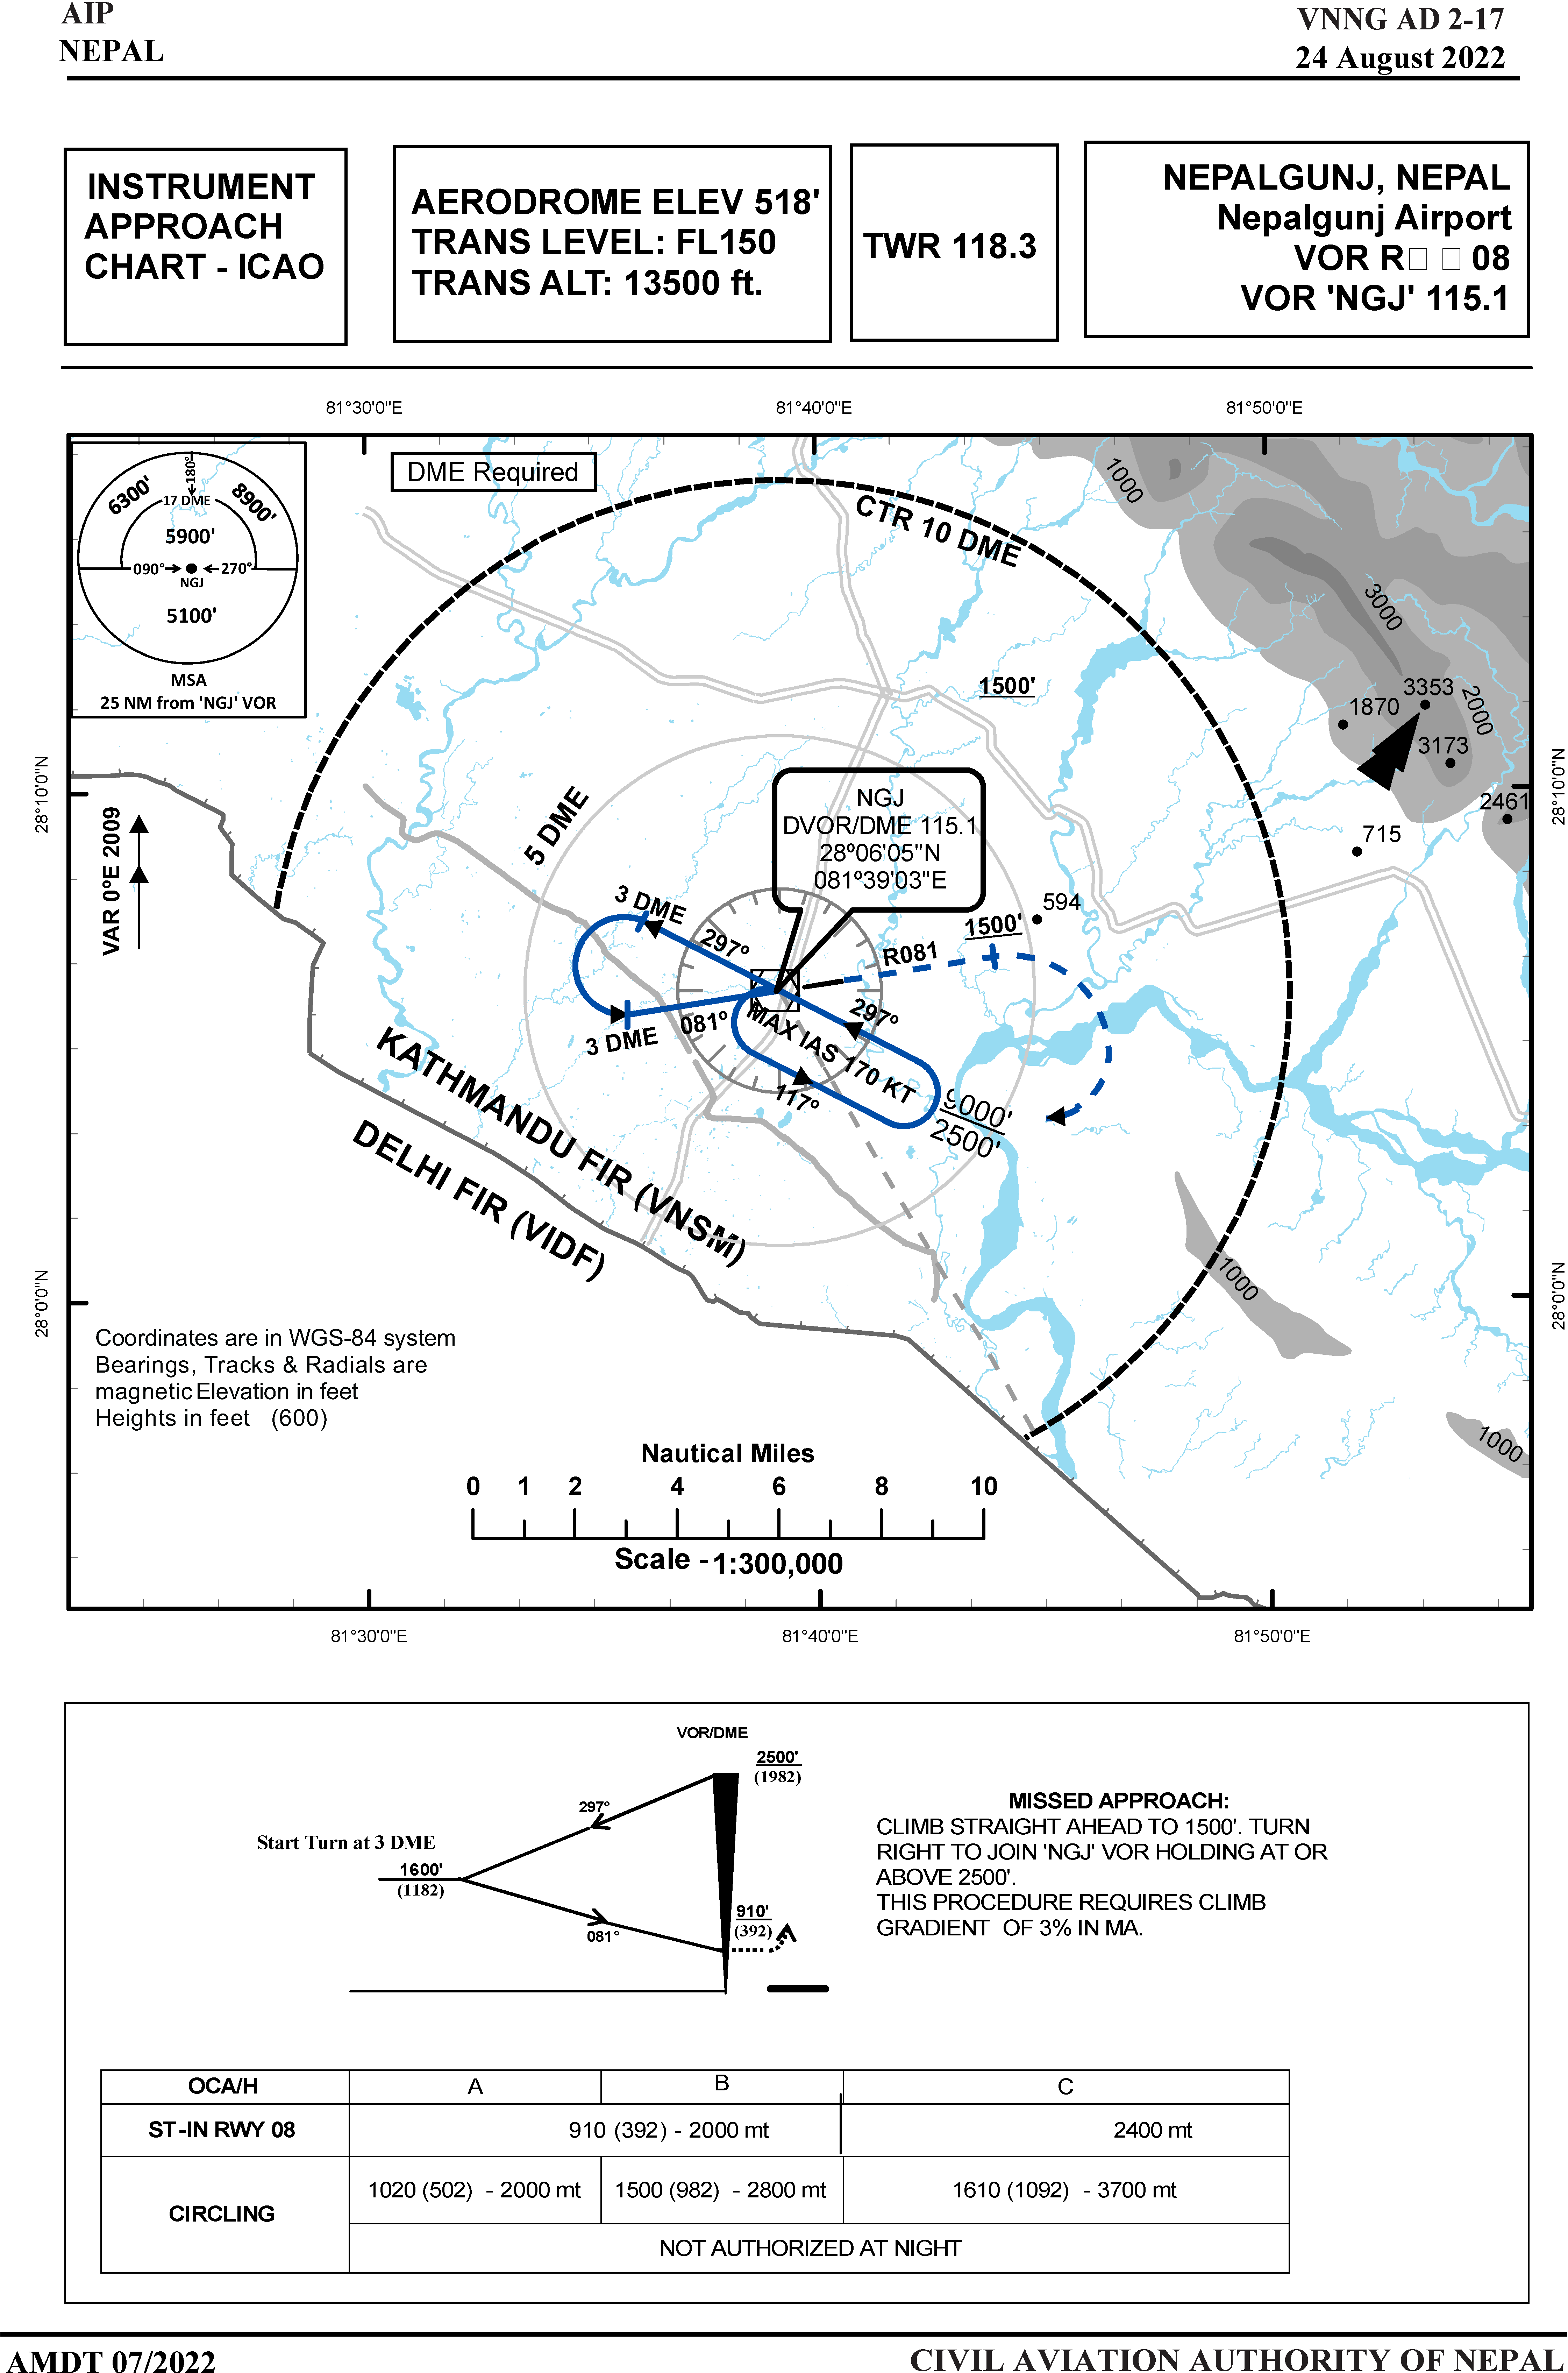 AIP
NEPAL
VNNG AD 2-17
24 August 2022
INSTRUMENT
APPROACH
CHART - ICAO
AERODROME ELEV 518'
TRANS LEVEL: FL150
TRANS ALT: 13500 ft.
TWR 118.3
NEPALGUNJ, NEPAL
Nepalgunj Airport
VOR R□ □ 08
VOR 'NGJ' 115.1
81°30'0"E
81°40'0"E
81°50'0"E
180°
6300'
8900'
17 DME
5900'
090°
270°
NGJ
5100'
MSA
25 NM from 'NGJ' VOR
DME Required
CTR 10 DME
1000
3000
1500'
3353
2000
1870
3173
2461
28°10'0"N
28°10'0"N
VAR 0ºE 2009
715
5 DME
NGJ
DVOR/DME 115.1
28º06'05"N
081º39'03"E
594
3 DME
297º
1500'
R081
297º
081º
3 DME
MAX IAS 170 KT
117º
9000'
2500'
KATHMANDU FIR (VNSM)
DELHI FIR (VIDF)
1000
28°0'0"N
28°0'0"N
Coordinates are in WGS-84 system
Bearings, Tracks & Radials are
magnetic Elevation in feet
Heights in feet (600)
1000
Nautical Miles
0 1 2 4 6 8 10
Scale - 1:300,000
81°30'0"E
81°40'0"E
81°50'0"E
VOR/DME
2500'
(1982)
297°
Start Turn at 3 DME
1600'
(1182)
081°
910'
(392)
MISSED APPROACH:
CLIMB STRAIGHT AHEAD TO 1500'. TURN
RIGHT TO JOIN 'NGJ' VOR HOLDING AT OR
ABOVE 2500'.
THIS PROCEDURE REQUIRES CLIMB
GRADIENT OF 3% IN MA.
OCA/H A B C
ST-IN RWY 08 910 (392) - 2000 mt 2400 mt
CIRCLING 1020 (502) - 2000 mt 1500 (982) - 2800 mt 1610 (1092) - 3700 mt
NOT AUTHORIZED AT NIGHT
AMDT 07/2022
CIVIL AVIATION AUTHORITY OF NEPAL